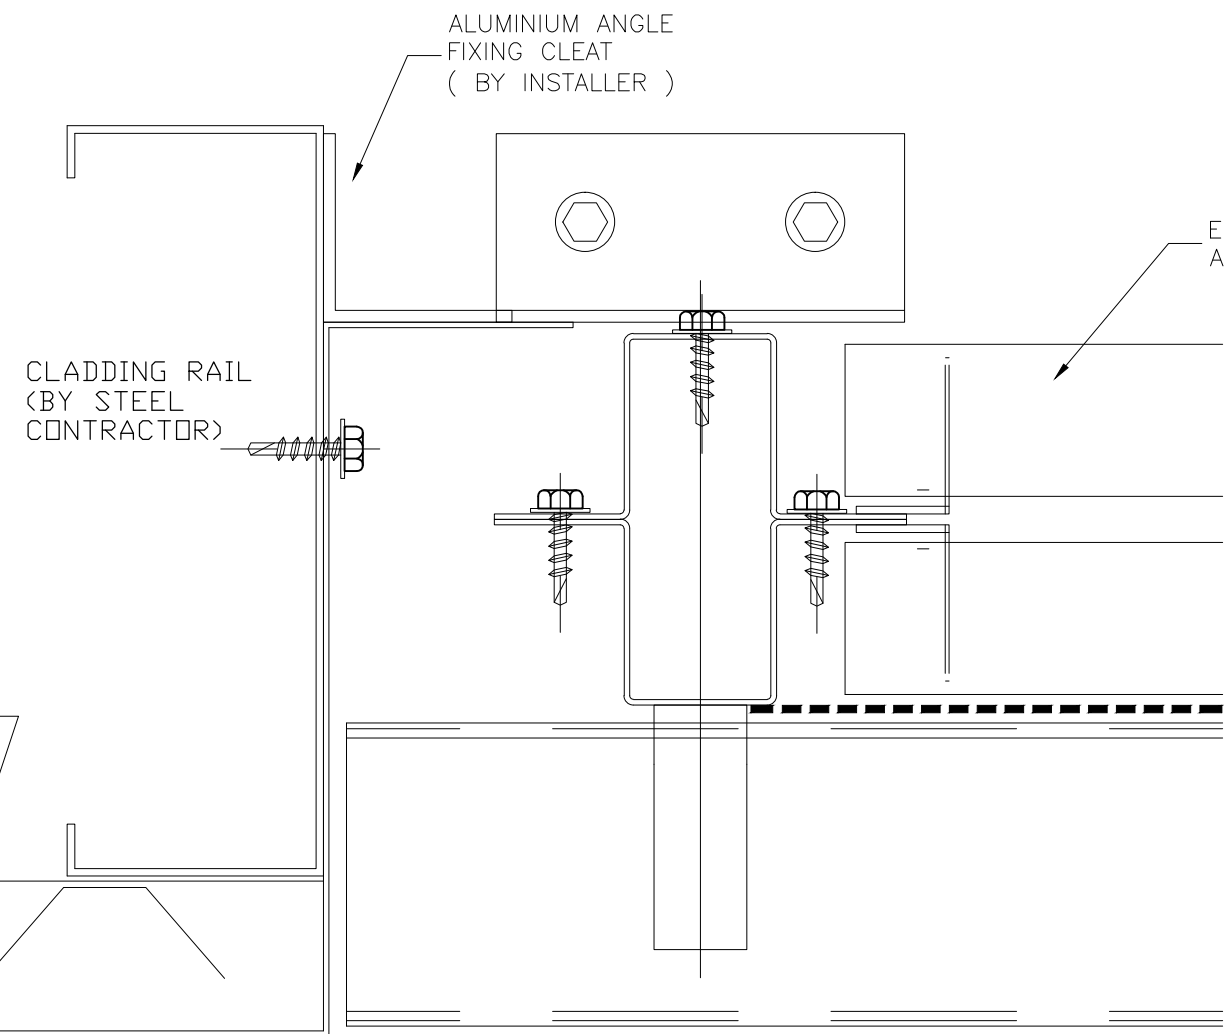 ALUMINIUM ANGLE
FIXING CLEAT
( BY INSTALLER )
E
A
CLADDING RAIL
(BY STEEL
CONTRACTOR)